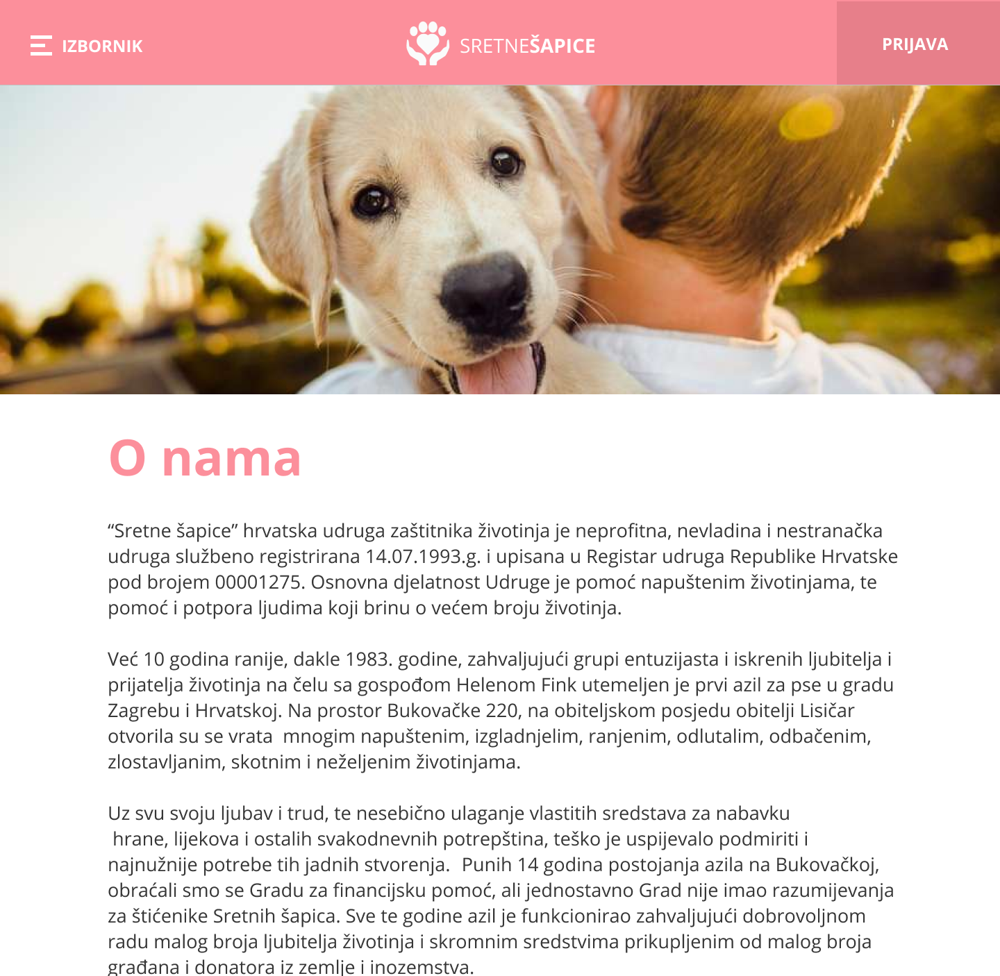 IZBORNIK
SRETNEŠAPICE
PRIJAVA
O nama
“Sretne šapice” hrvatska udruga zaštitnika životinja je neprofitna, nevladina i nestranačka
udruga službeno registrirana 14.07.1993.g. i upisana u Registar udruga Republike Hrvatske
pod brojem 00001275. Osnovna djelatnost Udruge je pomoć napuštenim životinjama, te
pomoć i potpora ljudima koji brinu o većem broju životinja.
Već 10 godina ranije, dakle 1983. godine, zahvaljujući grupi entuzijasta i iskrenih ljubitelja i
prijatelja životinja na čelu sa gospođom Helenom Fink utemeljen je prvi azil za pse u gradu
Zagrebu i Hrvatskoj. Na prostor Bukovačke 220, na obiteljskom posjedu obitelji Lisičar
otvorila su se vrata  mnogim napuštenim, izgladnjelim, ranjenim, odlutalim, odbačenim,
zlostavljanim, skotnim i neželjenim životinjama.
Uz svu svoju ljubav i trud, te nesebično ulaganje vlastitih sredstava za nabavku
hrane, lijekova i ostalih svakodnevnih potrepština, teško je uspijevalo podmiriti i
najnužnije potrebe tih jadnih stvorenja.  Punih 14 godina postojanja azila na Bukovačkoj,
obraćali smo se Gradu za financijsku pomoć, ali jednostavno Grad nije imao razumijevanja
za štićenike Sretnih šapica. Sve te godine azil je funkcionirao zahvaljujući dobrovoljnom
radu malog broja ljubitelja životinja i skromnim sredstvima prikupljenim od malog broja
građana i donatora iz zemlje i inozemstva.